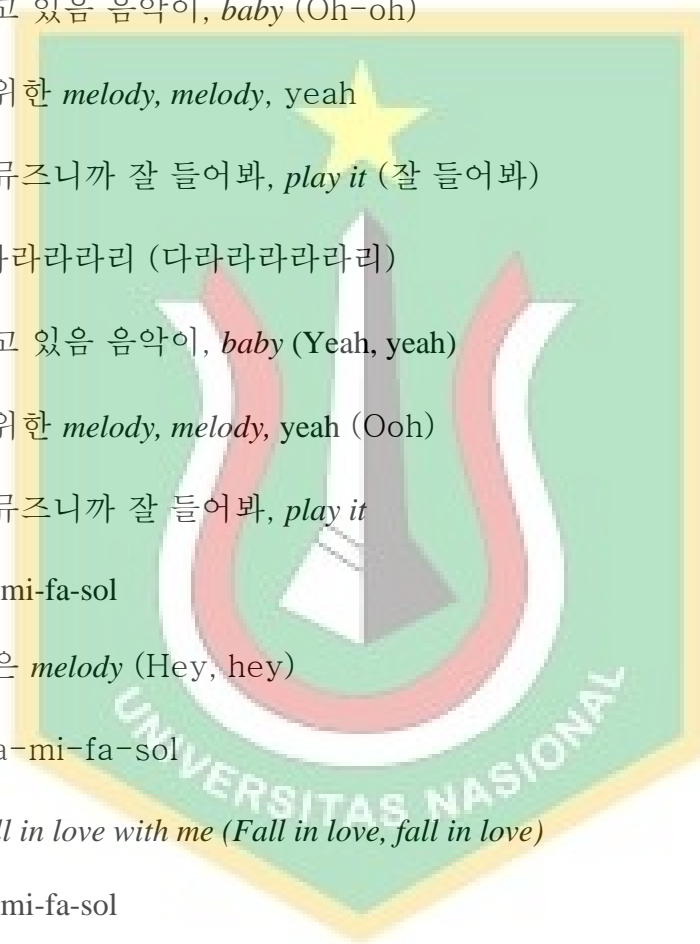 고 있음 음악이, baby (Oh-oh)
위한 melody, melody, yeah
뮤즈니까 잘 들어봐, play it (잘 들어봐)
라라라라리 (다라라라라라리)
고 있음 음악이, baby (Yeah, yeah)
위한 melody, melody, yeah (Ooh)
뮤즈니까 잘 들어봐, play it
mi-fa-sol
은 melody (Hey, hey)
a-mi-fa-sol
ll in love with me (Fall in love, fall in love)
mi-fa-sol
UNIVERSITAS NASIONAL